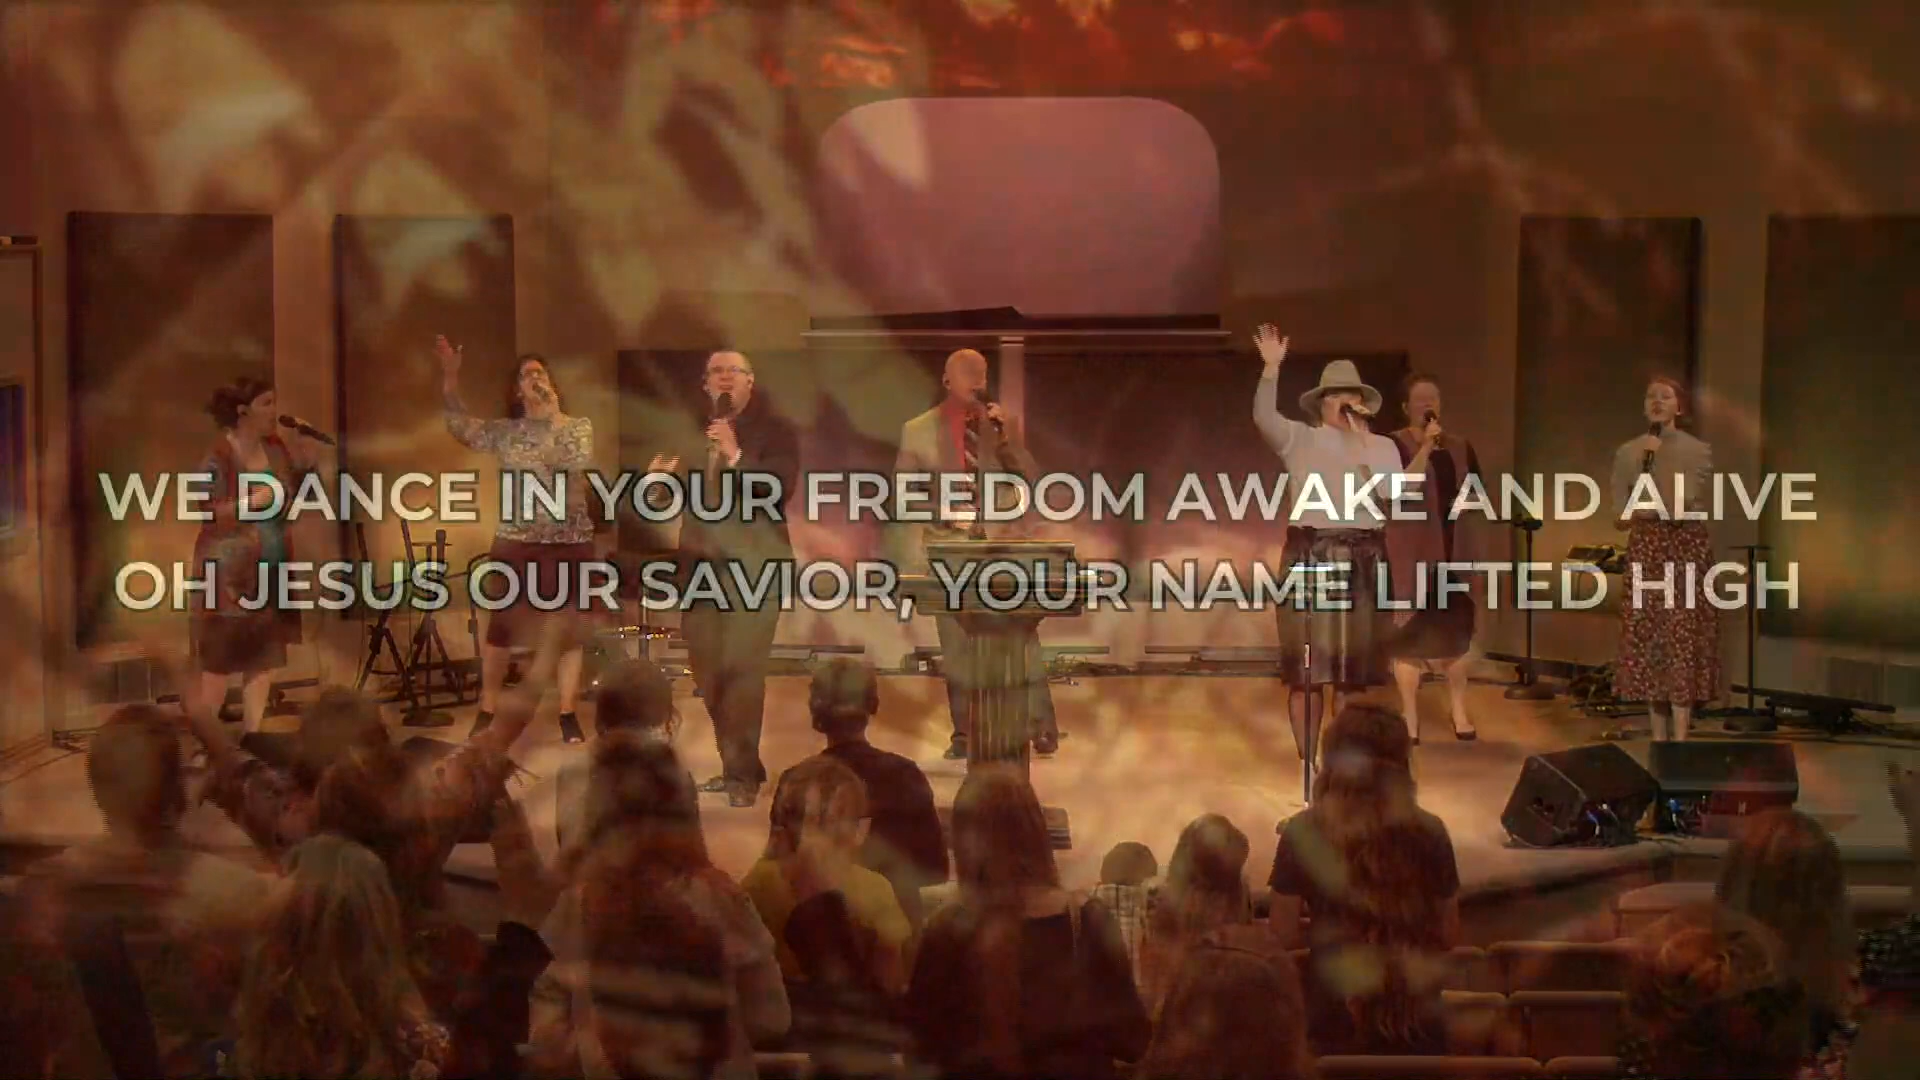 WE DANCE IN YOUR FREEDOM AWAKE AND ALIVE
OH JESUS OUR SAVIOR, YOUR NAME LIFTED HIGH